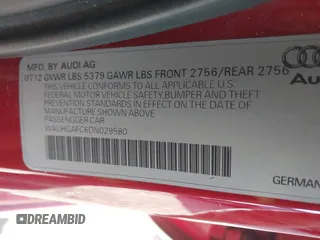 MFD. BY AUDI AG
07/12 GVWR LBS 5379 GAWR LBS FRONT 2756/REAR 2756
THIS VEHICLE CONFORMS TO ALL APPLICABLE U.S.
FEDERAL MOTOR VEHICLE SAFETY,BUMPER AND THEFT
PREVENTION STANDARDS IN EFFECT ON THE DATE OF
MANUFACTURE SHOWN ABOVE.
PASSENGER CAR
WAUHGAFC6DN029580
Au
GERMAN
DREAMBID